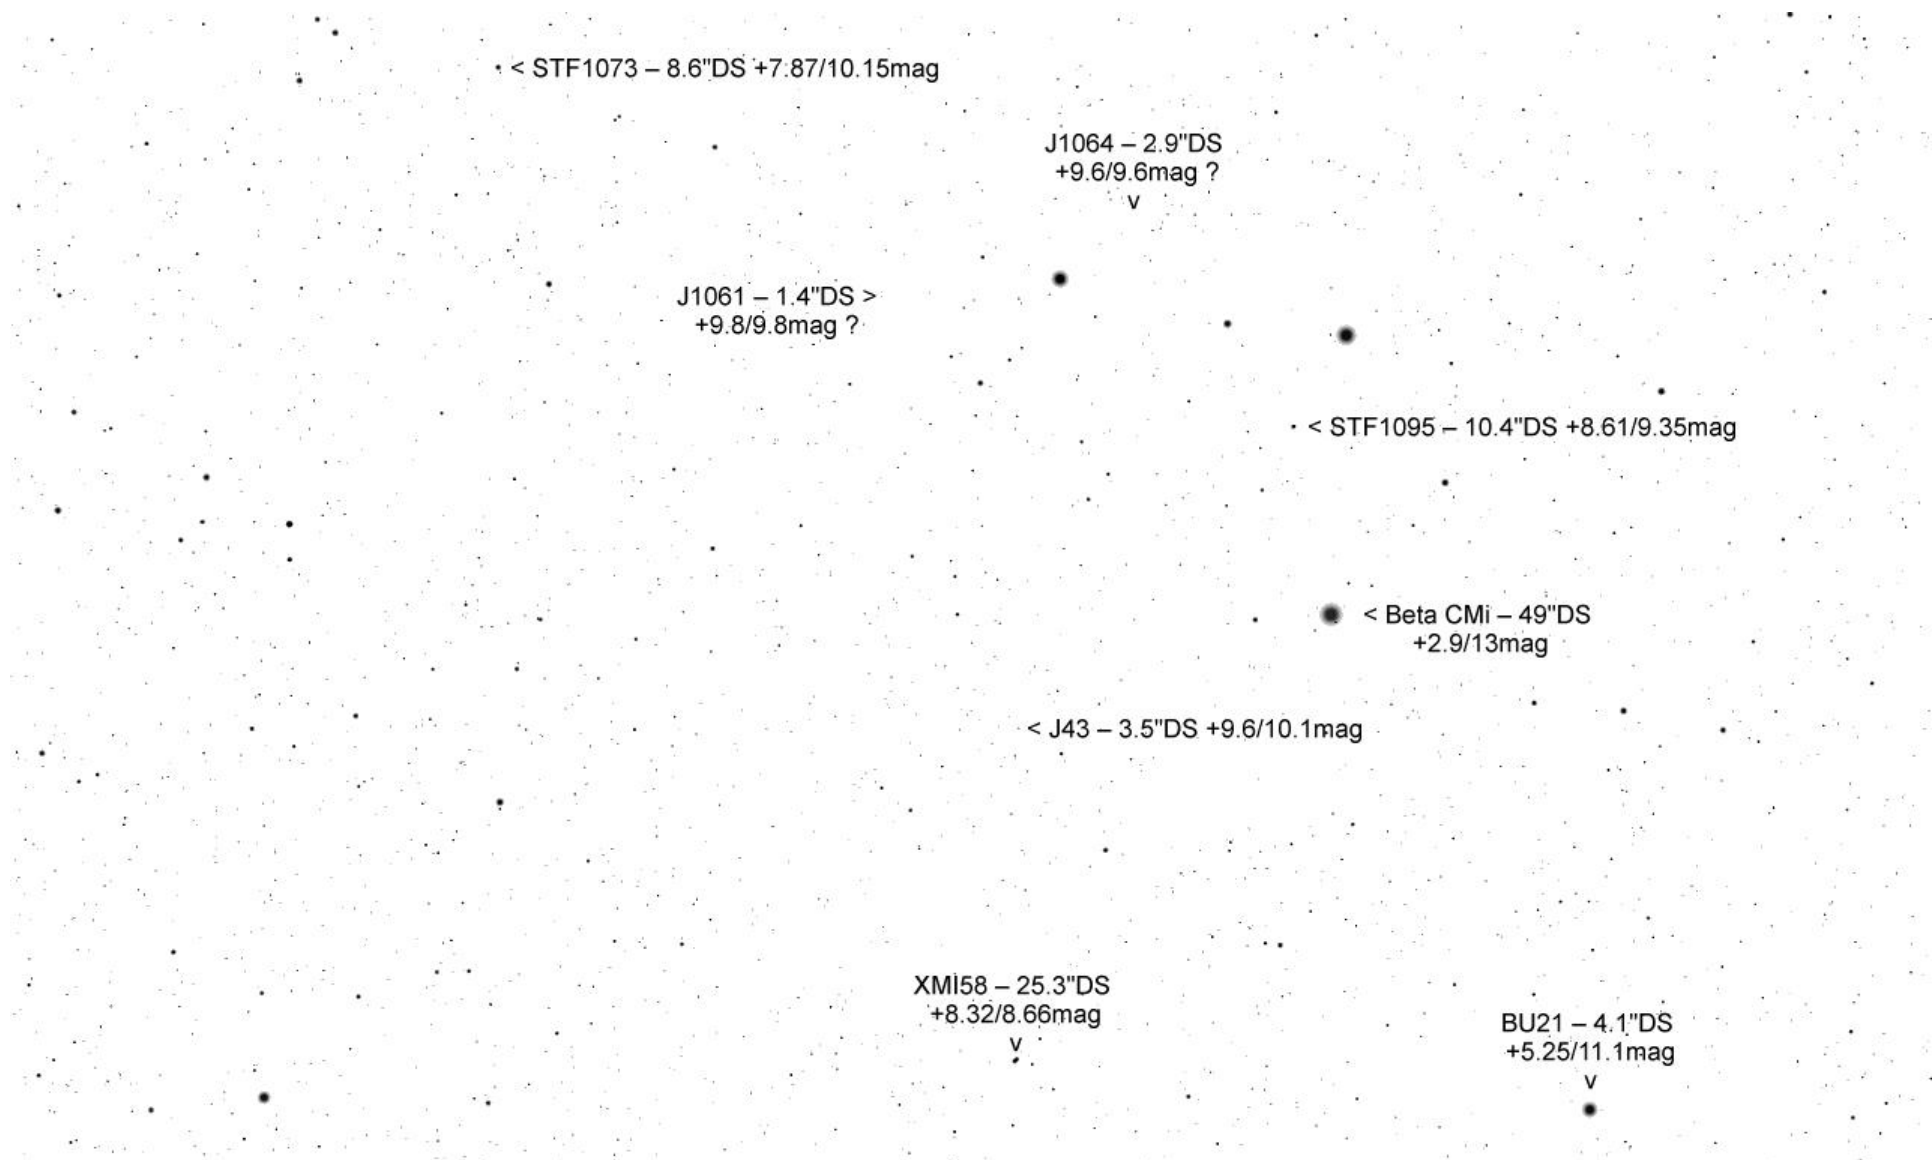 < STF1073 – 8.6"DS +7.87/10.15mag
J1064 – 2.9"DS
+9.6/9.6mag ?
v
J1061 – 1.4"DS >
+9.8/9.8mag ?
< STF1095 – 10.4"DS +8.61/9.35mag
< Beta CMi – 49"DS
+2.9/13mag
< J43 – 3.5"DS +9.6/10.1mag
XMI58 – 25.3"DS
+8.32/8.66mag
v
BU21 – 4.1"DS
+5.25/11.1mag
v